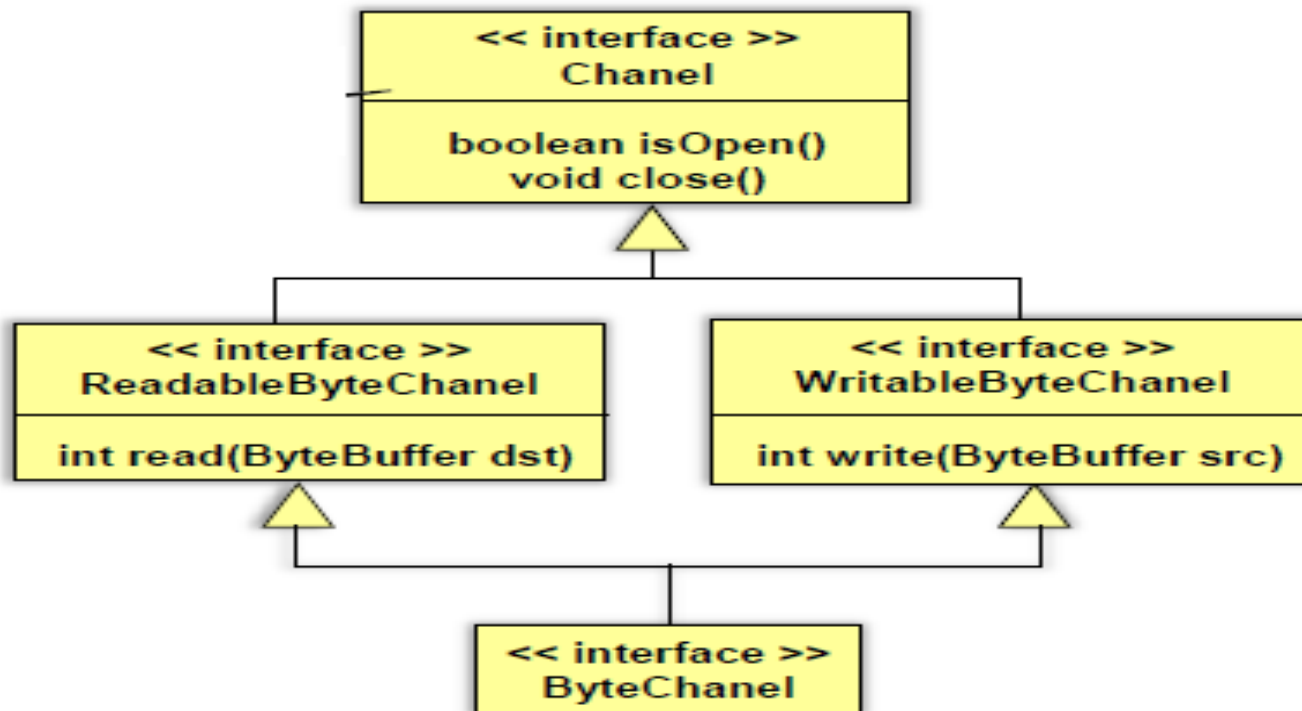 << interface >>
Chanel
boolean isOpen()
void close()
<< interface >>
ReadableByteChanel
int read(ByteBuffer dst)
<< interface >>
WritableByteChanel
int write(ByteBuffer src)
<< interface >>
ByteChanel